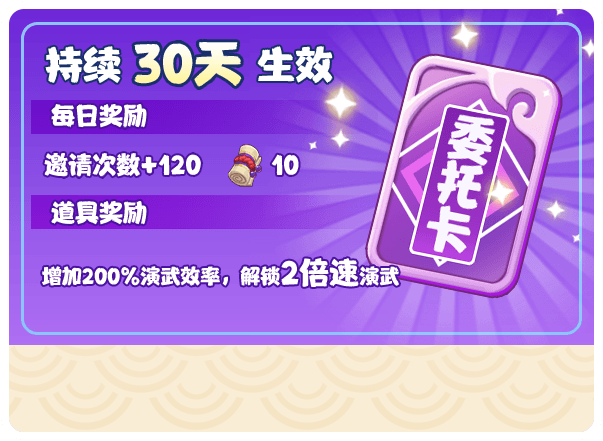 持续 30天 生效
每日奖励
邀请次数+120 10
道具奖励
增加200%演武效率，解锁2倍速演武
委托卡